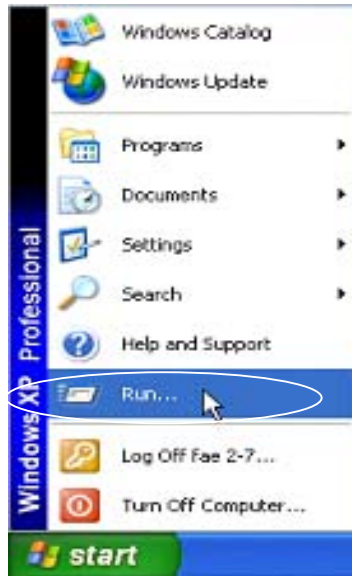 Windows Catalog
Windows Update
Programs
Documents
Settings
Search
Help and Support
Run...
Log Off Fae 2-7...
Turn Off Computer...
Windows XP Professional
start